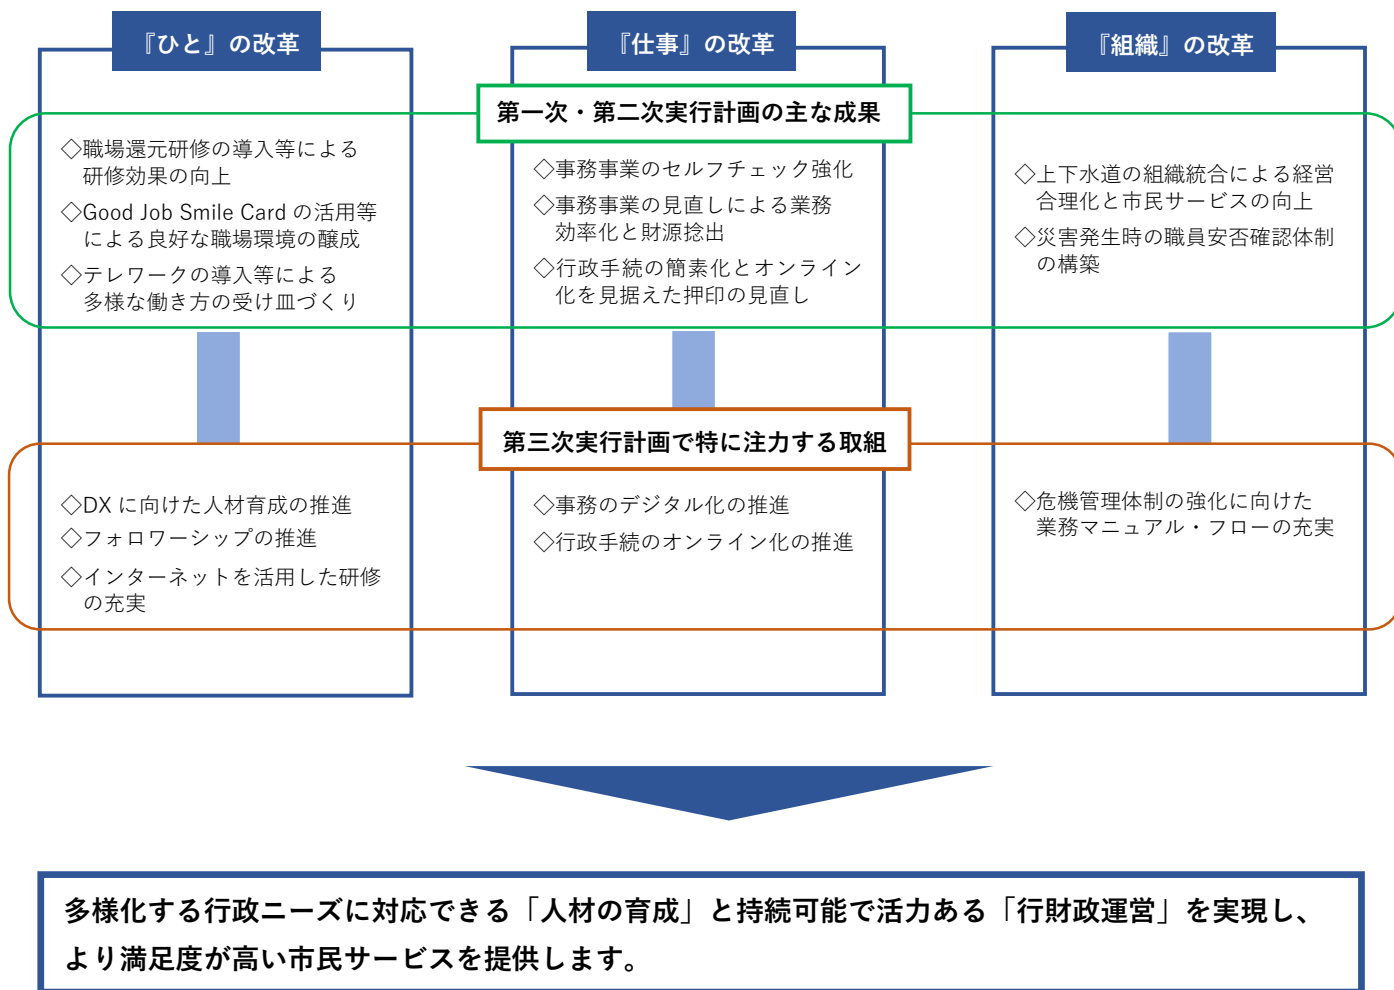 『ひと』の改革
『仕事』の改革
『組織』の改革
第一次・第二次実行計画の主な成果
◇職場還元研修の導入等による
研修効果の向上
◇Good Job Smile Card の活用等
による良好な職場環境の醸成
◇テレワークの導入等による
多様な働き方の受け皿づくり
◇事務事業のセルフチェック強化
◇事務事業の見直しによる業務
効率化と財源捻出
◇行政手続の簡素化とオンライン
化を見据えた押印の見直し
◇上下水道の組織統合による経営
合理化と市民サービスの向上
◇災害発生時の職員安否確認体制
の構築
第三次実行計画で特に注力する取組
◇DX に向けた人材育成の推進
◇フォロワーシップの推進
◇インターネットを活用した研修
の充実
◇事務のデジタル化の推進
◇行政手続のオンライン化の推進
◇危機管理体制の強化に向けた
業務マニュアル・フローの充実
多様化する行政ニーズに対応できる「人材の育成」と持続可能で活力ある「行財政運営」を実現し、
より満足度が高い市民サービスを提供します。